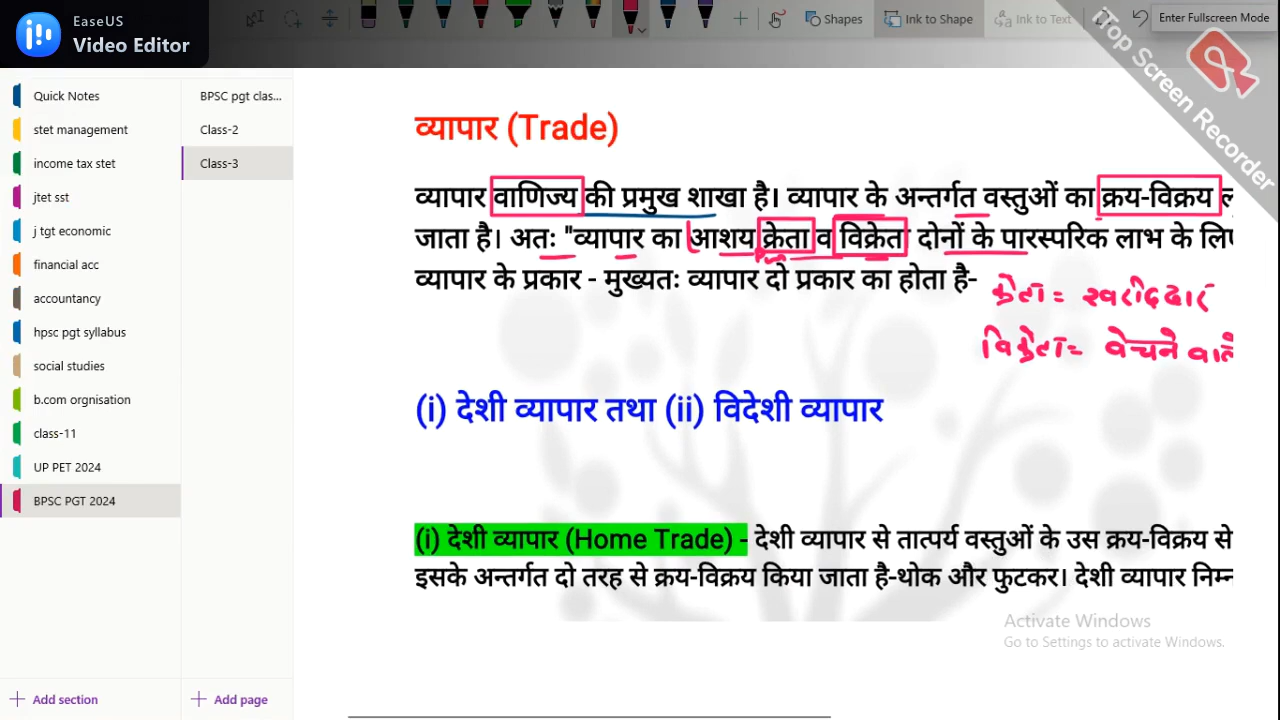 EaseUS
Video Editor
Shapes
Ink to Shape
Ink to Text
Enter Fullscreen Mode
iTop Screen Recorder
Quick Notes
stet management
income tax stet
jtet sst
j tgt economic
financial acc
accountancy
hpsc pgt syllabus
social studies
b.com orgnisation
class-11
UP PET 2024
BPSC PGT 2024
Add section
BPSC pgt clas...
Class-2
Class-3
Add page
व्यापार (Trade)
व्यापार वाणिज्य की प्रमुख शाखा है। व्यापार के अन्तर्गत वस्तुओं का क्रय-विक्रय
जाता है। अतः "व्यापार का आशय क्रेता व विक्रेत दोनों के पारस्परिक लाभ के
व्यापार के प्रकार - मुख्यतः व्यापार दो प्रकार का होता है-
क्रेता = खरीददार
विक्रेता = बेचने वाले
(i) देशी व्यापार तथा (ii) विदेशी व्यापार
(i) देशी व्यापार (Home Trade) - देशी व्यापार से तात्पर्य वस्तुओं के उस क्रय-विक्रय से
इसके अन्तर्गत दो तरह से क्रय-विक्रय किया जाता है-थोक और फुटकर। देशी व्यापार
Activate Windows
Go to Settings to activate Windows.